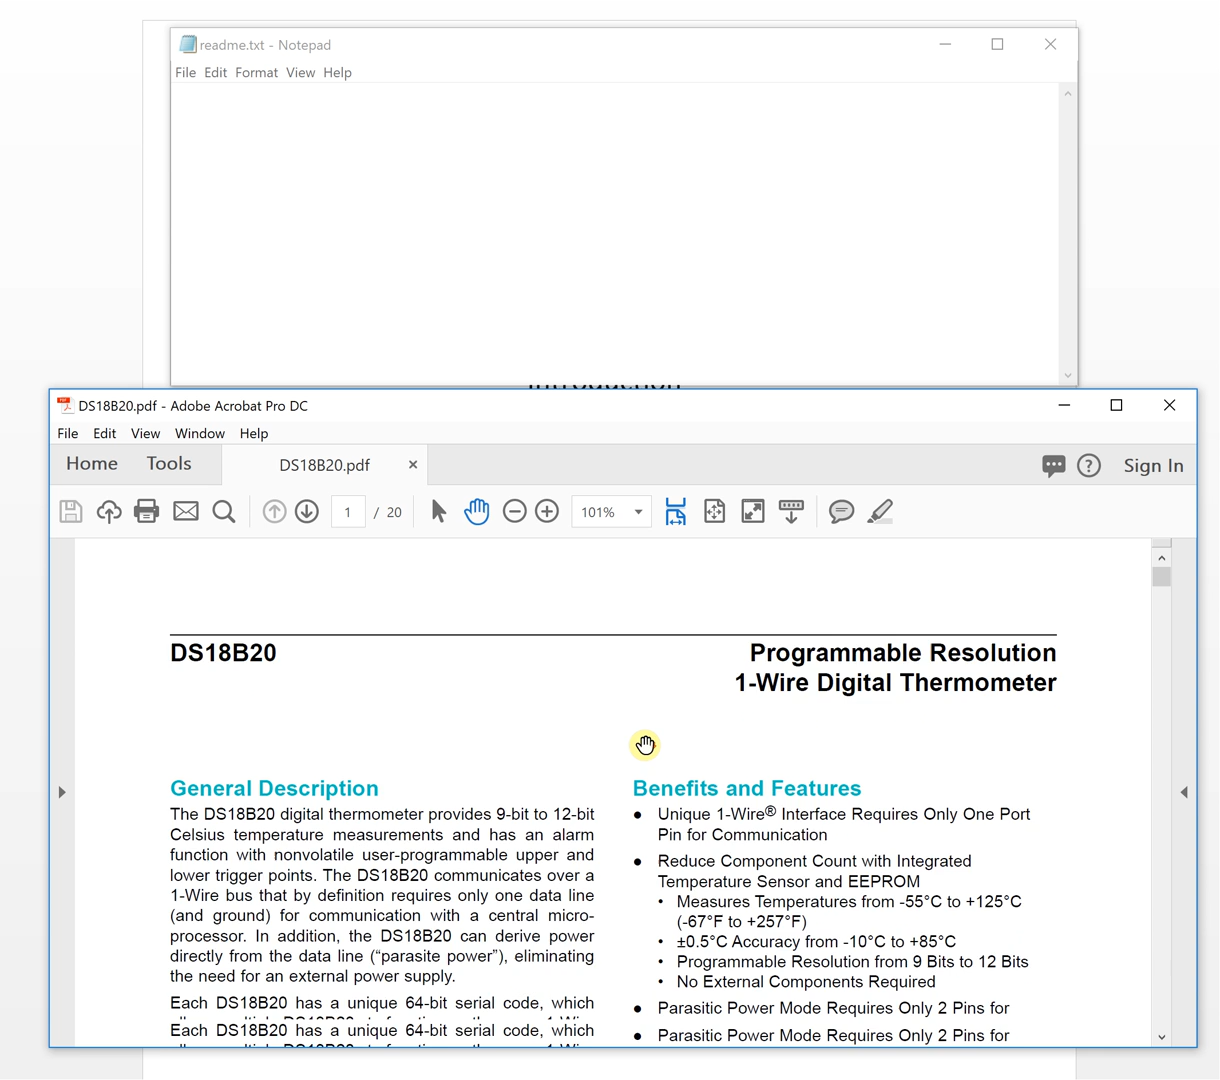 readme.txt - Notepad
File Edit Format View Help
Introduction
DS18B20.pdf - Adobe Acrobat Pro DC
File Edit View Window Help
Home Tools DS18B20.pdf × Sign In
1 / 20 101%
DS18B20
Programmable Resolution
1-Wire Digital Thermometer
General Description
The DS18B20 digital thermometer provides 9-bit to 12-bit
Celsius temperature measurements and has an alarm
function with nonvolatile user-programmable upper and
lower trigger points. The DS18B20 communicates over a
1-Wire bus that by definition requires only one data line
(and ground) for communication with a central micro-
processor. In addition, the DS18B20 can derive power
directly from the data line (“parasite power”), eliminating
the need for an external power supply.
Each DS18B20 has a unique 64-bit serial code, which
Each DS18B20 has a unique 64-bit serial code, which
Benefits and Features
● Unique 1-Wire® Interface Requires Only One Port
Pin for Communication
● Reduce Component Count with Integrated
Temperature Sensor and EEPROM
• Measures Temperatures from -55°C to +125°C
(-67°F to +257°F)
• ±0.5°C Accuracy from -10°C to +85°C
• Programmable Resolution from 9 Bits to 12 Bits
• No External Components Required
● Parasitic Power Mode Requires Only 2 Pins for
● Parasitic Power Mode Requires Only 2 Pins for